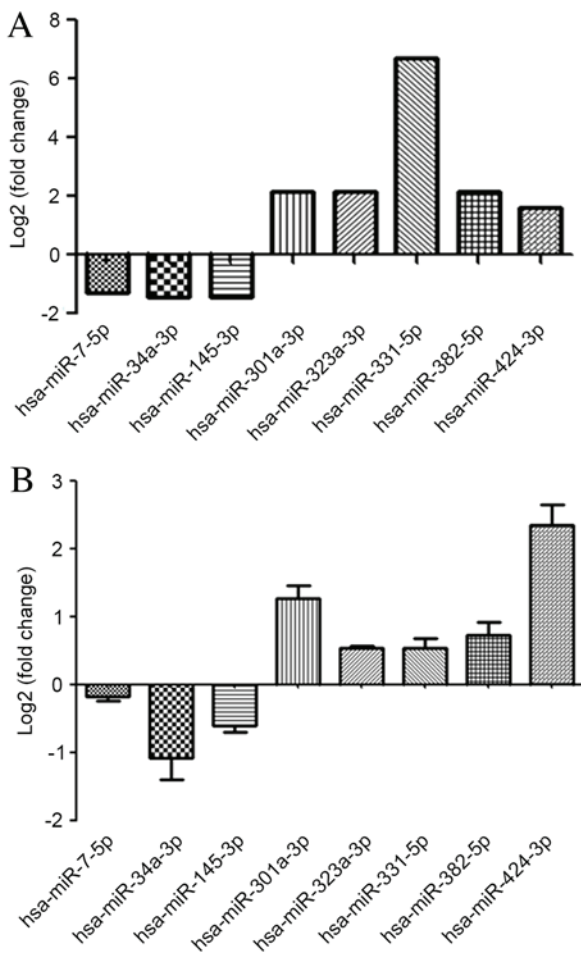 A
Log2 (fold change)
8
6
4
2
0
-2
hsa-miR-7-5p
hsa-miR-34a-3p
hsa-miR-145-3p
hsa-miR-301a-3p
hsa-miR-323a-3p
hsa-miR-331-5p
hsa-miR-382-5p
hsa-miR-424-3p
B
Log2 (fold change)
3
2
1
0
-1
-2
hsa-miR-7-5p
hsa-miR-34a-3p
hsa-miR-145-3p
hsa-miR-301a-3p
hsa-miR-323a-3p
hsa-miR-331-5p
hsa-miR-382-5p
hsa-miR-424-3p